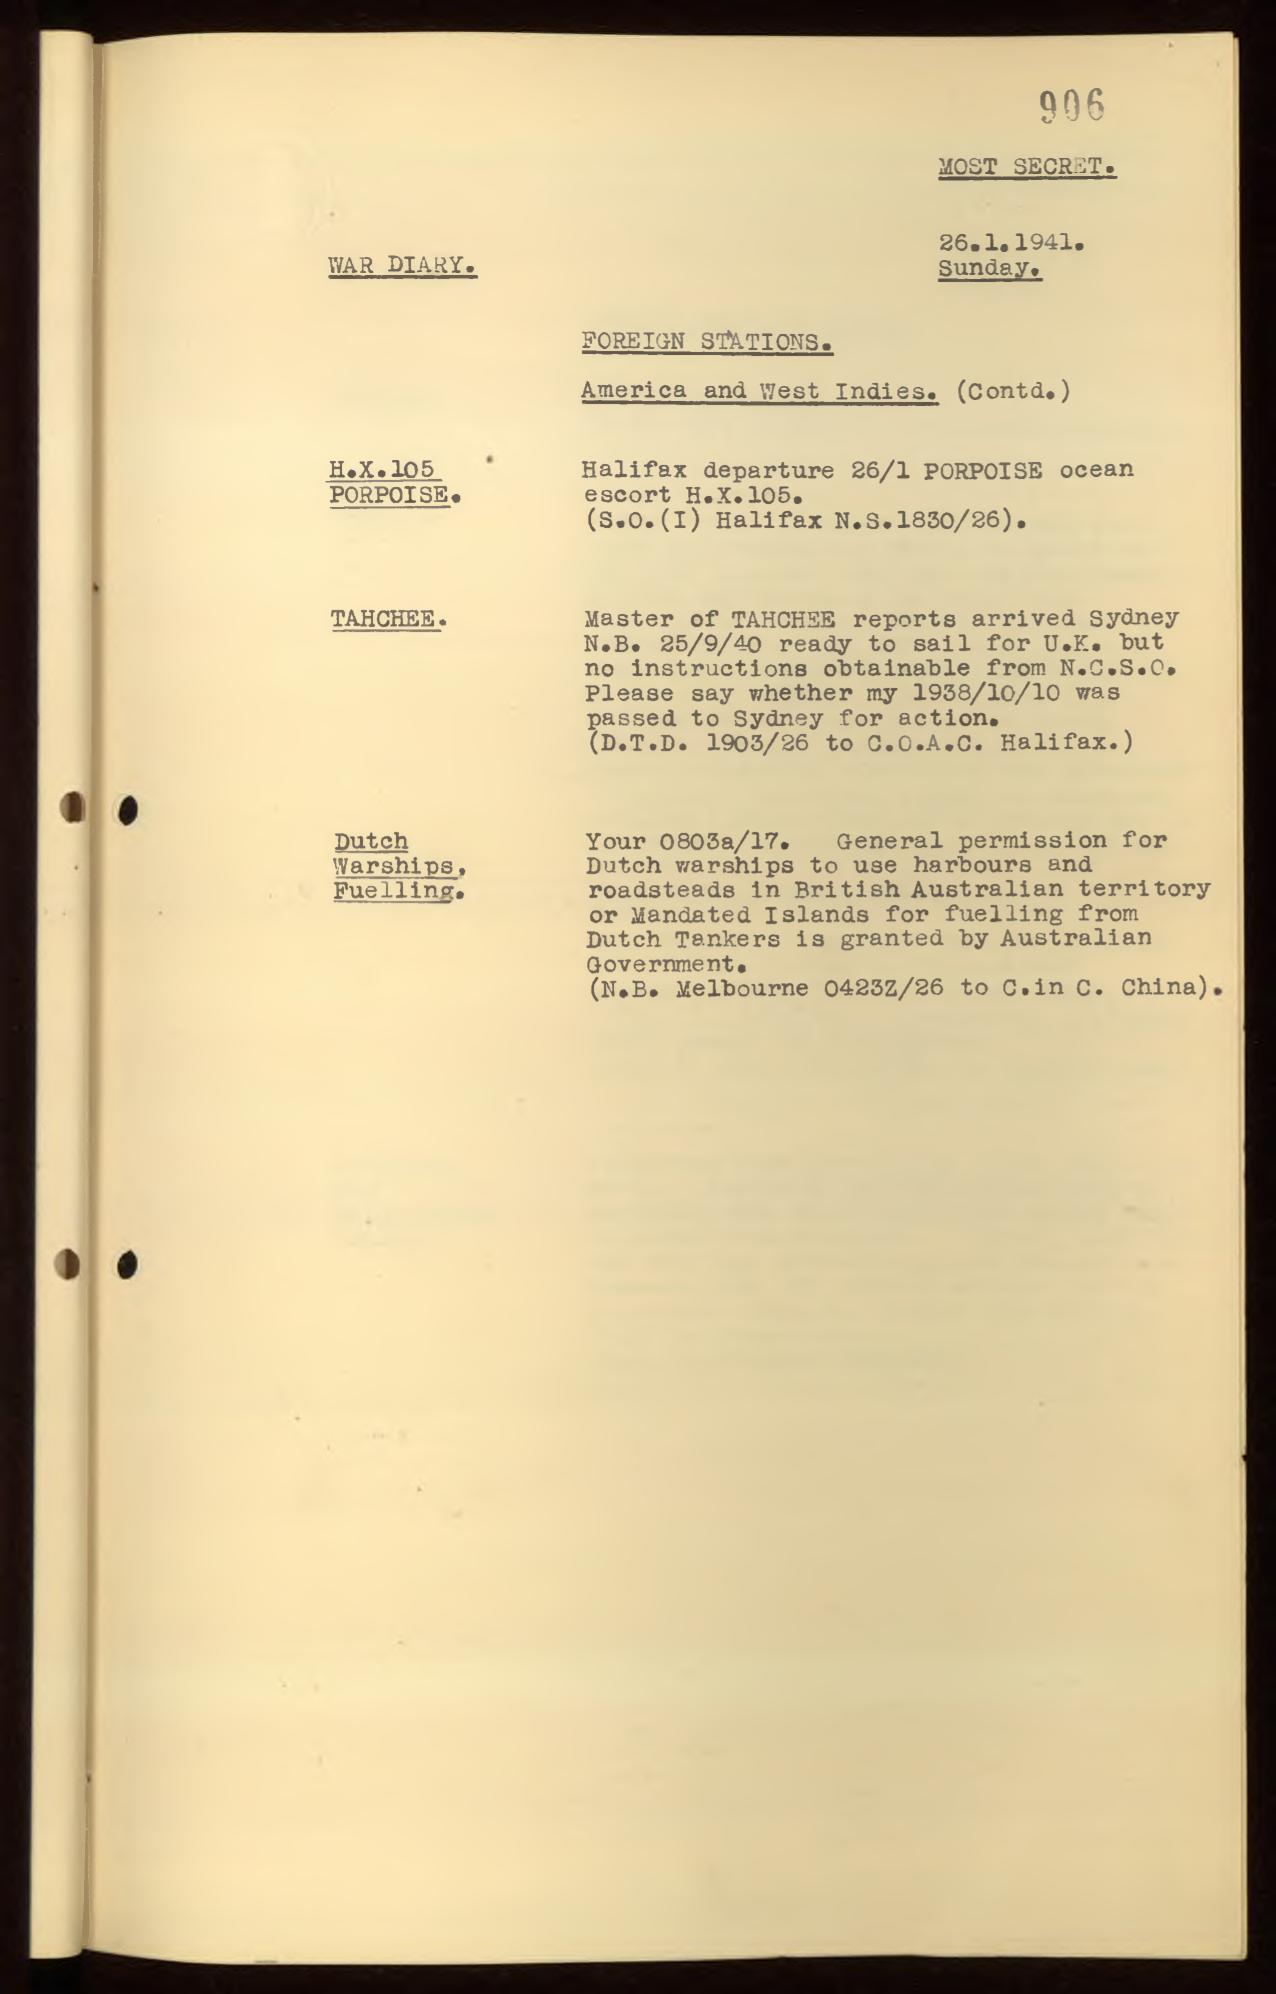 906
MOST SECRET.
26.1.1941.
WAR DIARY.
Sunday.
FOREIGN STATIONS.
America and West Indies. (Contd.)
H.X.105
PORPOISE.
Halifax departure 26/1 PORPOISE ocean
escort H.X.105.
(S.O.(I) Halifax N.S.1830/26).
TAHCHEE.
Master of TAHCHEE reports arrived Sydney
N.B. 25/9/40 ready to sail for U.K. but
no instructions obtainable from N.C.S.O.
Please say whether my 1938/10/10 was
passed to Sydney for action.
(D.T.D. 1903/26 to C.O.A.C. Halifax.)
Dutch
Warships,
Fuelling.
Your 0803a/17. General permission for
Dutch warships to use harbours and
roadsteads in British Australian territory
or Mandated Islands for fuelling from
Dutch Tankers is granted by Australian
Government.
(N.B. Melbourne 0423Z/26 to C.in C. China).